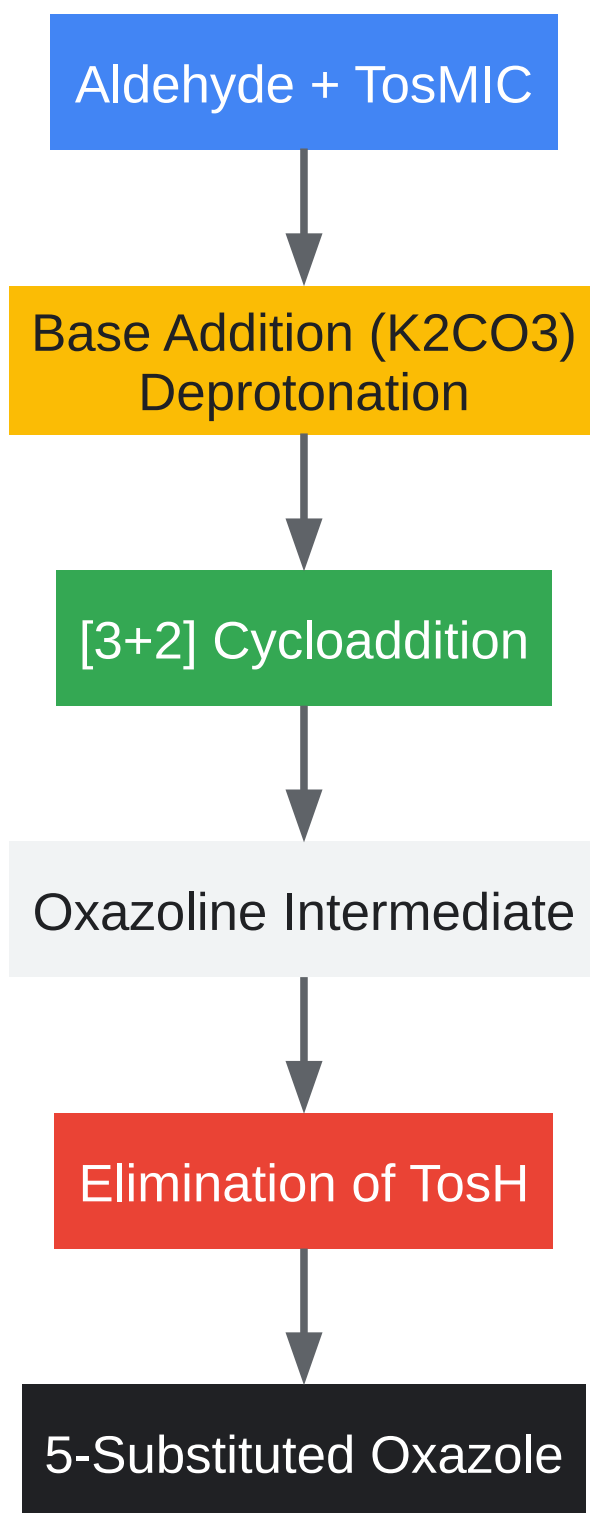 Aldehyde + TosMIC
Base Addition (K2CO3)
Deprotonation
[3+2] Cycloaddition
Oxazoline Intermediate
Elimination of TosH
5-Substituted Oxazole